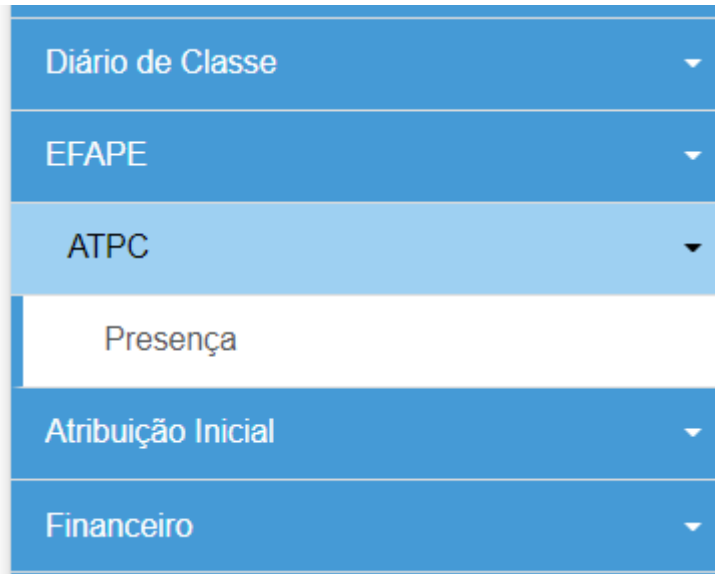 Diário de Classe
EFAPE
ATPC
Presença
Atribuição Inicial
Financeiro